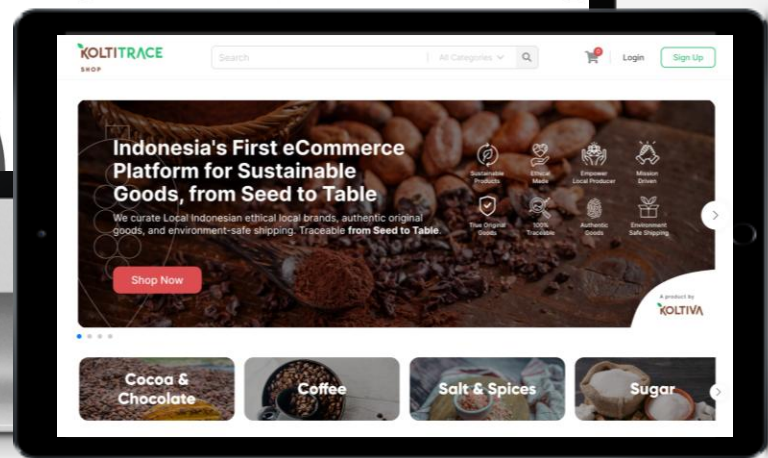 KOLTITRACE
SHOP
Search
All Categories
Login
Sign Up
Indonesia's First eCommerce
Platform for Sustainable
Goods, from Seed to Table
We curate Local Indonesian ethical local brands, authentic original
goods, and environment-safe shipping. Traceable from Seed to Table.
Shop Now
Sustainable
Products
Ethical
Made
Empower
Local Producer
Mission
Driven
True Original
Goods
100%
Traceable
Authentic
Goods
Environment
Safe Shipping
A product by
KOLTIVA
Cocoa &
Chocolate
Coffee
Salt & Spices
Sugar